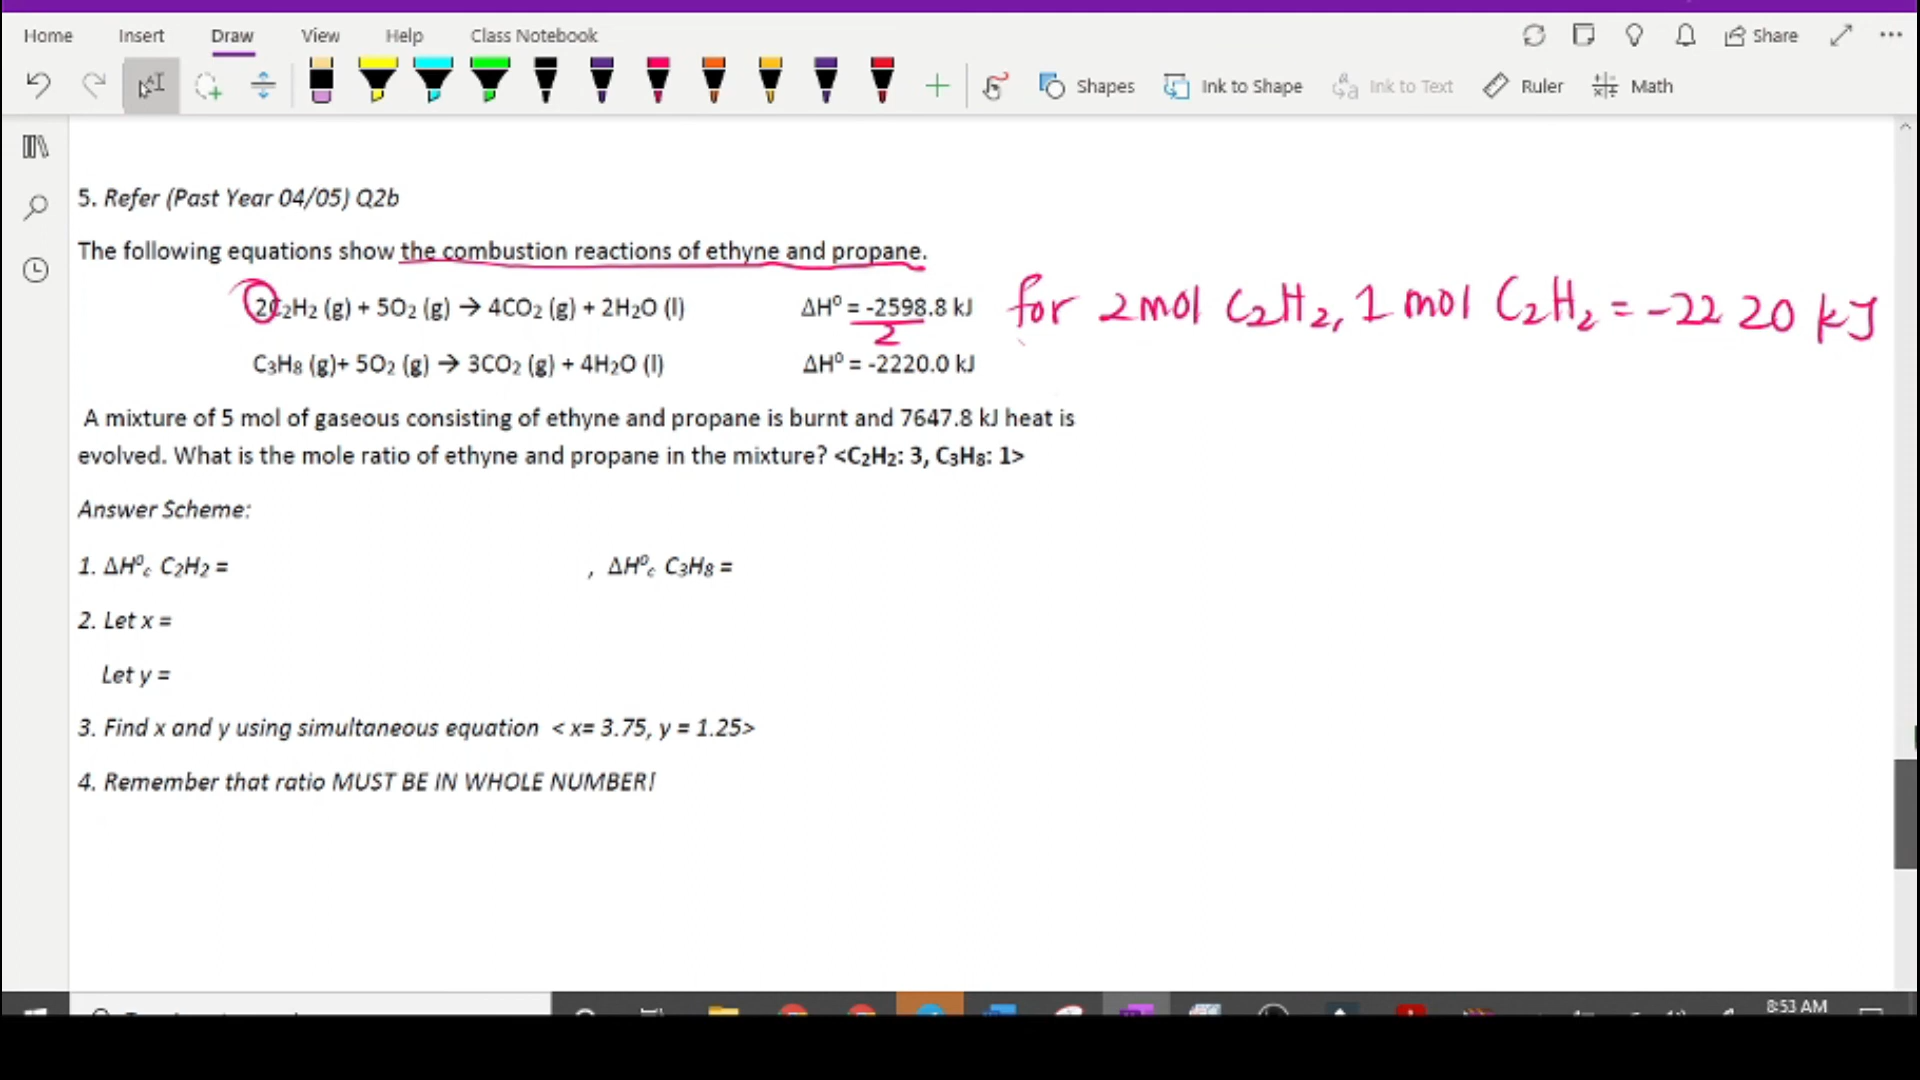 Home Insert Draw View Help Class Notebook Share
Shapes Ink to Shape Ink to Text Ruler Math
5. Refer (Past Year 04/05) Q2b
The following equations show the combustion reactions of ethyne and propane.
2C₂H₂ (g) + 5O₂ (g) → 4CO₂ (g) + 2H₂O (l) ΔH⁰ = -2598.8 kJ for 2 mol C₂H₂, 1 mol C₂H₂ = -2220 kJ
2
C₃H₈ (g)+ 5O₂ (g) → 3CO₂ (g) + 4H₂O (l) ΔH⁰ = -2220.0 kJ
A mixture of 5 mol of gaseous consisting of ethyne and propane is burnt and 7647.8 kJ heat is
evolved. What is the mole ratio of ethyne and propane in the mixture? <C₂H₂: 3, C₃H₈: 1>
Answer Scheme:
1. ΔH⁰c C₂H₂ = , ΔH⁰c C₃H₈ =
2. Let x =
Let y =
3. Find x and y using simultaneous equation < x= 3.75, y = 1.25>
4. Remember that ratio MUST BE IN WHOLE NUMBER!
8:53 AM